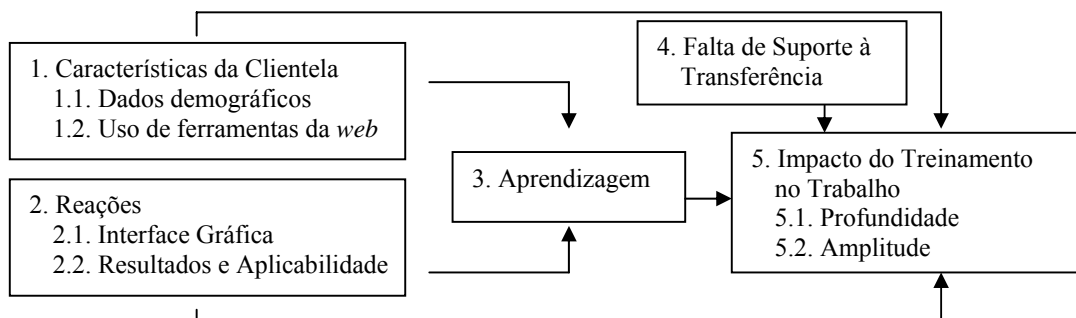 1. Características da Clientela
1.1. Dados demográficos
1.2. Uso de ferramentas da web
2. Reações
2.1. Interface Gráfica
2.2. Resultados e Aplicabilidade
3. Aprendizagem
4. Falta de Suporte à
Transferência
5. Impacto do Treinamento
no Trabalho
5.1. Profundidade
5.2. Amplitude